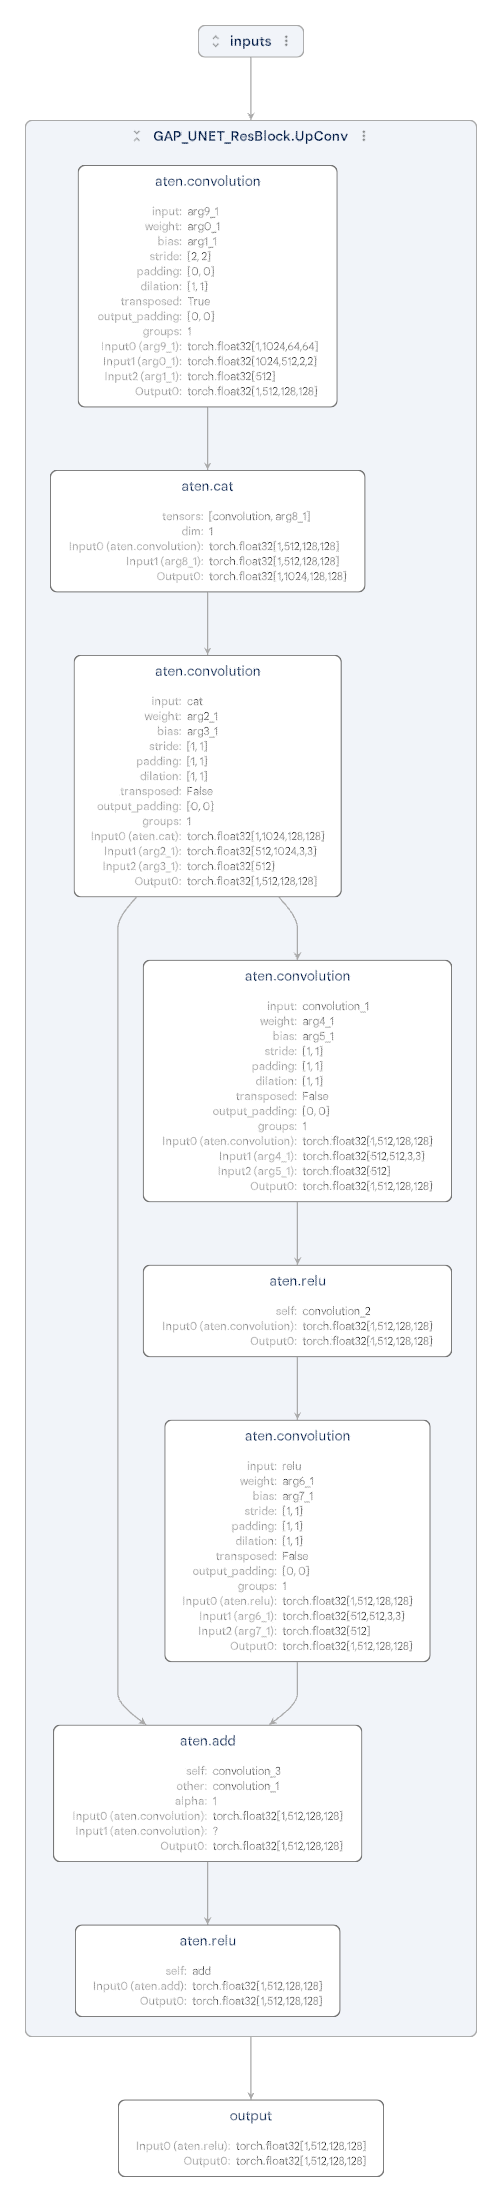 inputs
GAP_UNET_ResBlock.UpConv
aten.convolution
input: arg9_1
weight: arg0_1
bias: arg1_1
stride: [2, 2]
padding: [0, 0]
dilation: [1, 1]
transposed: True
output_padding: [0, 0]
groups: 1
Input0 (arg9_1): torch.float32[1,1024,64,64]
Input1 (arg0_1): torch.float32[1024,512,2,2]
Input2 (arg1_1): torch.float32[512]
Output0: torch.float32[1,512,128,128]
aten.cat
tensors: [convolution, arg8_1]
dim: 1
Input0 (aten.convolution): torch.float32[1,512,128,128]
Input1 (arg8_1): torch.float32[1,512,128,128]
Output0: torch.float32[1,1024,128,128]
aten.convolution
input: cat
weight: arg2_1
bias: arg3_1
stride: [1, 1]
padding: [1, 1]
dilation: [1, 1]
transposed: False
output_padding: [0, 0]
groups: 1
Input0 (aten.cat): torch.float32[1,1024,128,128]
Input1 (arg2_1): torch.float32[512,1024,3,3]
Input2 (arg3_1): torch.float32[512]
Output0: torch.float32[1,512,128,128]
aten.convolution
input: convolution_1
weight: arg4_1
bias: arg5_1
stride: [1, 1]
padding: [1, 1]
dilation: [1, 1]
transposed: False
output_padding: [0, 0]
groups: 1
Input0 (aten.convolution): torch.float32[1,512,128,128]
Input1 (arg4_1): torch.float32[512,512,3,3]
Input2 (arg5_1): torch.float32[512]
Output0: torch.float32[1,512,128,128]
aten.relu
self: convolution_2
Input0 (aten.convolution): torch.float32[1,512,128,128]
Output0: torch.float32[1,512,128,128]
aten.convolution
input: relu
weight: arg6_1
bias: arg7_1
stride: [1, 1]
padding: [1, 1]
dilation: [1, 1]
transposed: False
output_padding: [0, 0]
groups: 1
Input0 (aten.relu): torch.float32[1,512,128,128]
Input1 (arg6_1): torch.float32[512,512,3,3]
Input2 (arg7_1): torch.float32[512]
Output0: torch.float32[1,512,128,128]
aten.add
self: convolution_3
other: convolution_1
alpha: 1
Input0 (aten.convolution): torch.float32[1,512,128,128]
Input1 (aten.convolution): ?
Output0: torch.float32[1,512,128,128]
aten.relu
self: add
Input0 (aten.add): torch.float32[1,512,128,128]
Output0: torch.float32[1,512,128,128]
output
Input0 (aten.relu): torch.float32[1,512,128,128]
Output0: torch.float32[1,512,128,128]